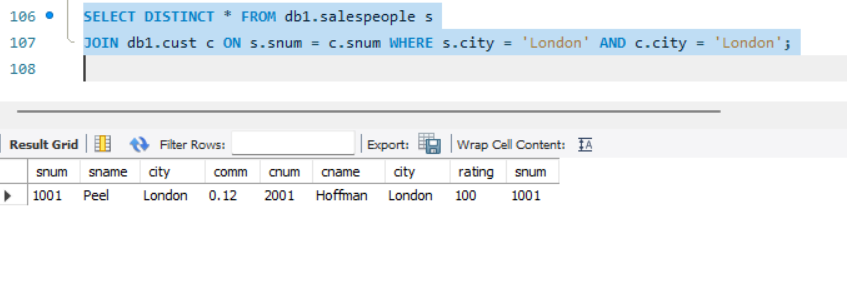 106 SELECT DISTINCT * FROM db1.salespeople s
107 JOIN db1.cust c ON s.snum = c.snum WHERE s.city = 'London' AND c.city = 'London';
108
Result Grid Filter Rows: Export: Wrap Cell Content: IA
snum sname city comm cnum cname city rating snum
1001 Peel London 0.12 2001 Hoffman London 100 1001